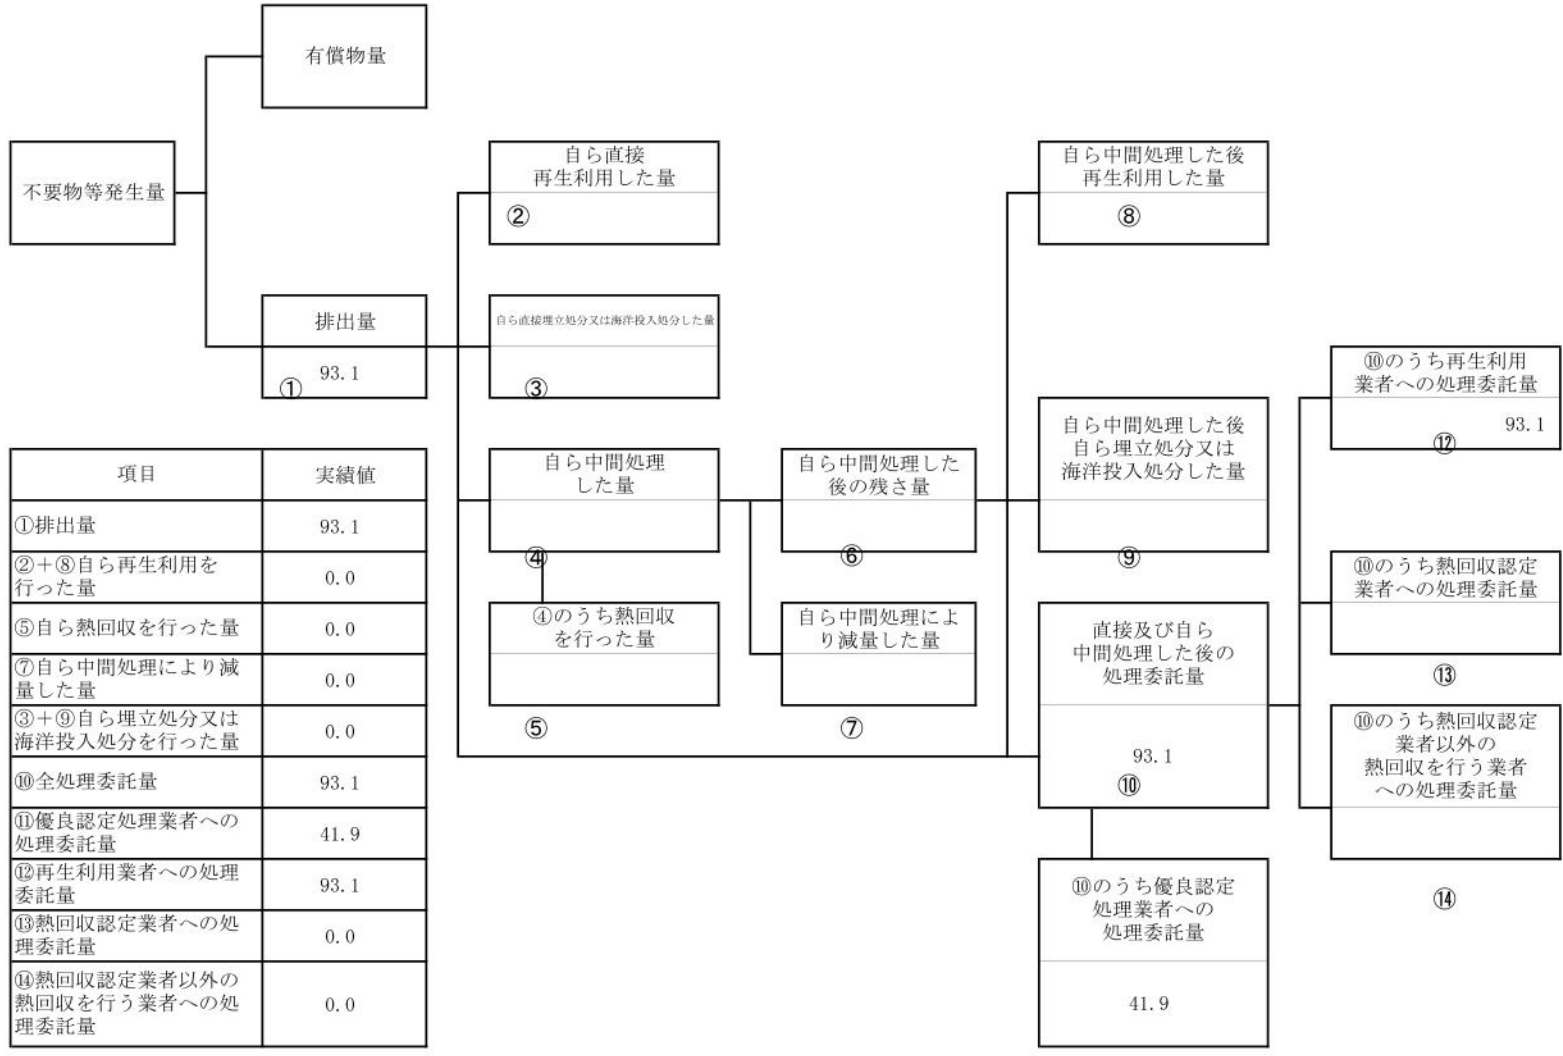 有償物量
不要物等発生量
自ら直接
再生利用した量
②
自ら中間処理した後
再生利用した量
⑧
排出量
93.1
①
自ら直接埋立処分又は海洋投入処分した量
③
⑩のうち再生利用
業者への処理委託量
93.1
⑫
自ら中間処理
した量
④
自ら中間処理した
後の残さ量
⑥
自ら中間処理した後
自ら埋立処分又は
海洋投入処分した量
⑨
⑩のうち熱回収認定
業者への処理委託量
⑬
④のうち熱回収
を行った量
⑤
自ら中間処理によ
り減量した量
⑦
直接及び自ら
中間処理した後の
処理委託量
93.1
⑩
⑩のうち熱回収認定
業者以外の
熱回収を行う業者
への処理委託量
⑭
⑩のうち優良認定
処理業者への
処理委託量
41.9
項目 実績値
①排出量 93.1
②＋⑧自ら再生利用を
行った量 0.0
⑤自ら熱回収を行った量 0.0
⑦自ら中間処理により減
量した量 0.0
③＋⑨自ら埋立処分又は
海洋投入処分を行った量 0.0
⑩全処理委託量 93.1
⑪優良認定処理業者への
処理委託量 41.9
⑫再生利用業者への処理
委託量 93.1
⑬熱回収認定業者への処
理委託量 0.0
⑭熱回収認定業者以外の
熱回収を行う業者への処
理委託量 0.0